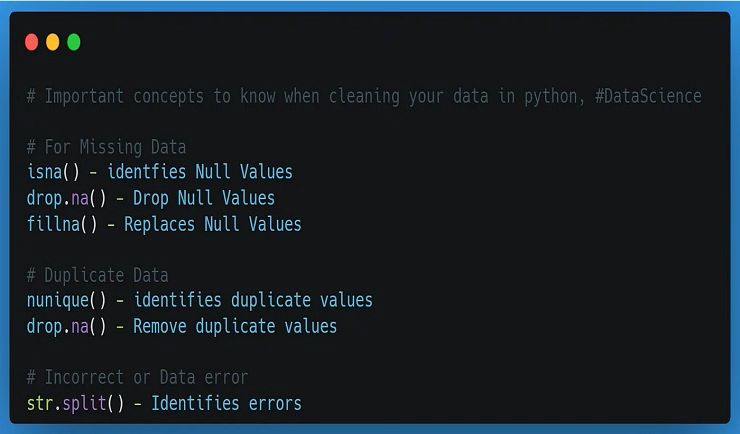 # Important concepts to know when cleaning your data in python, #DataScience
# For Missing Data
isna() - identfies Null Values
drop.na() - Drop Null Values
fillna() - Replaces Null Values
# Duplicate Data
nunique() - identifies duplicate values
drop.na() - Remove duplicate values
# Incorrect or Data error
str.split() - Identifies errors